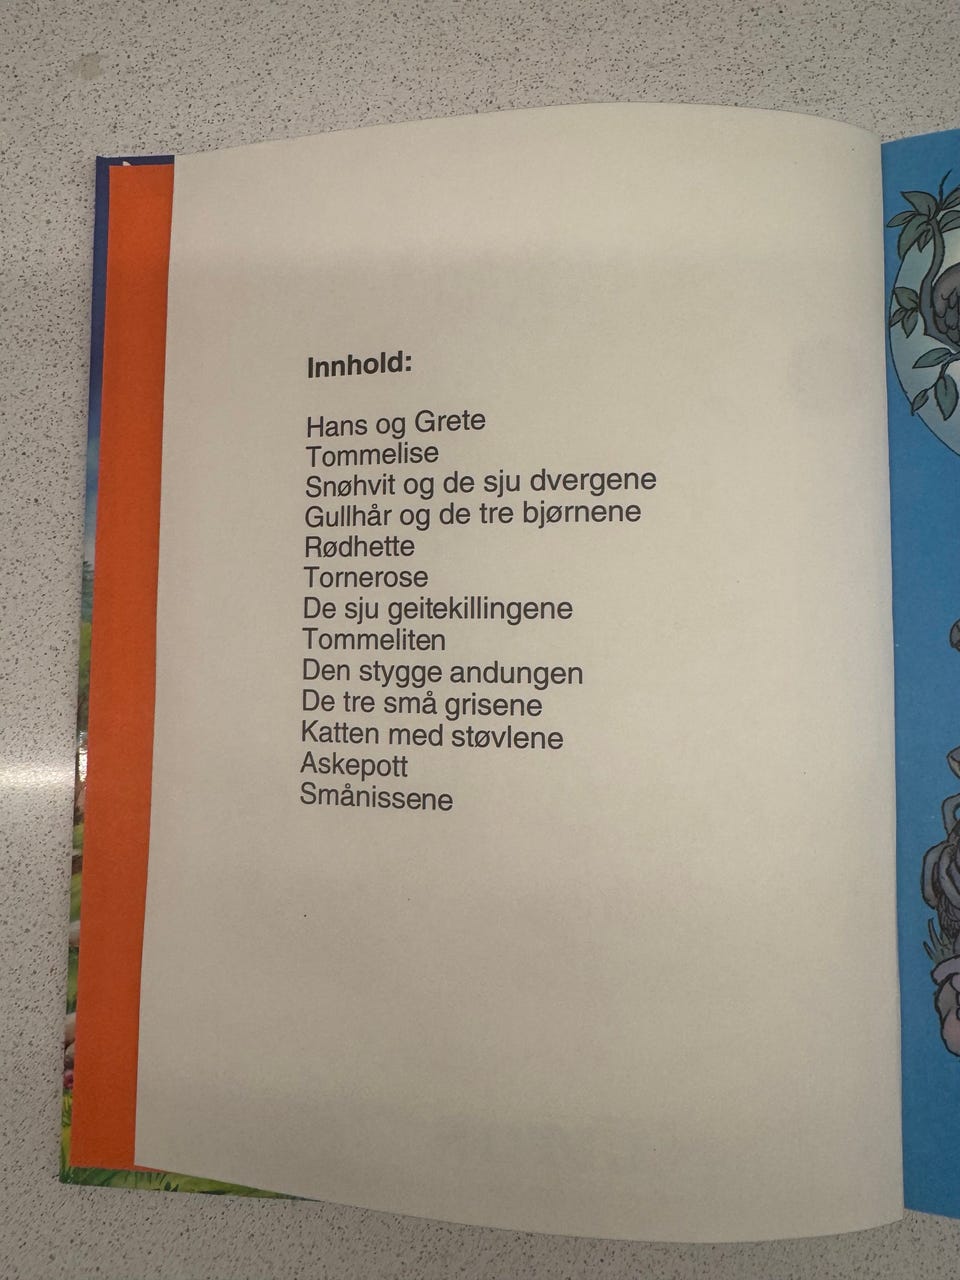 Innhold:
Hans og Grete
Tommelise
Snøhvit og de sju dvergene
Gullhår og de tre bjørnene
Rødhette
Tornerose
De sju geitekillingene
Tommeliten
Den stygge andungen
De tre små grisene
Katten med støvlene
Askepott
Smånissene